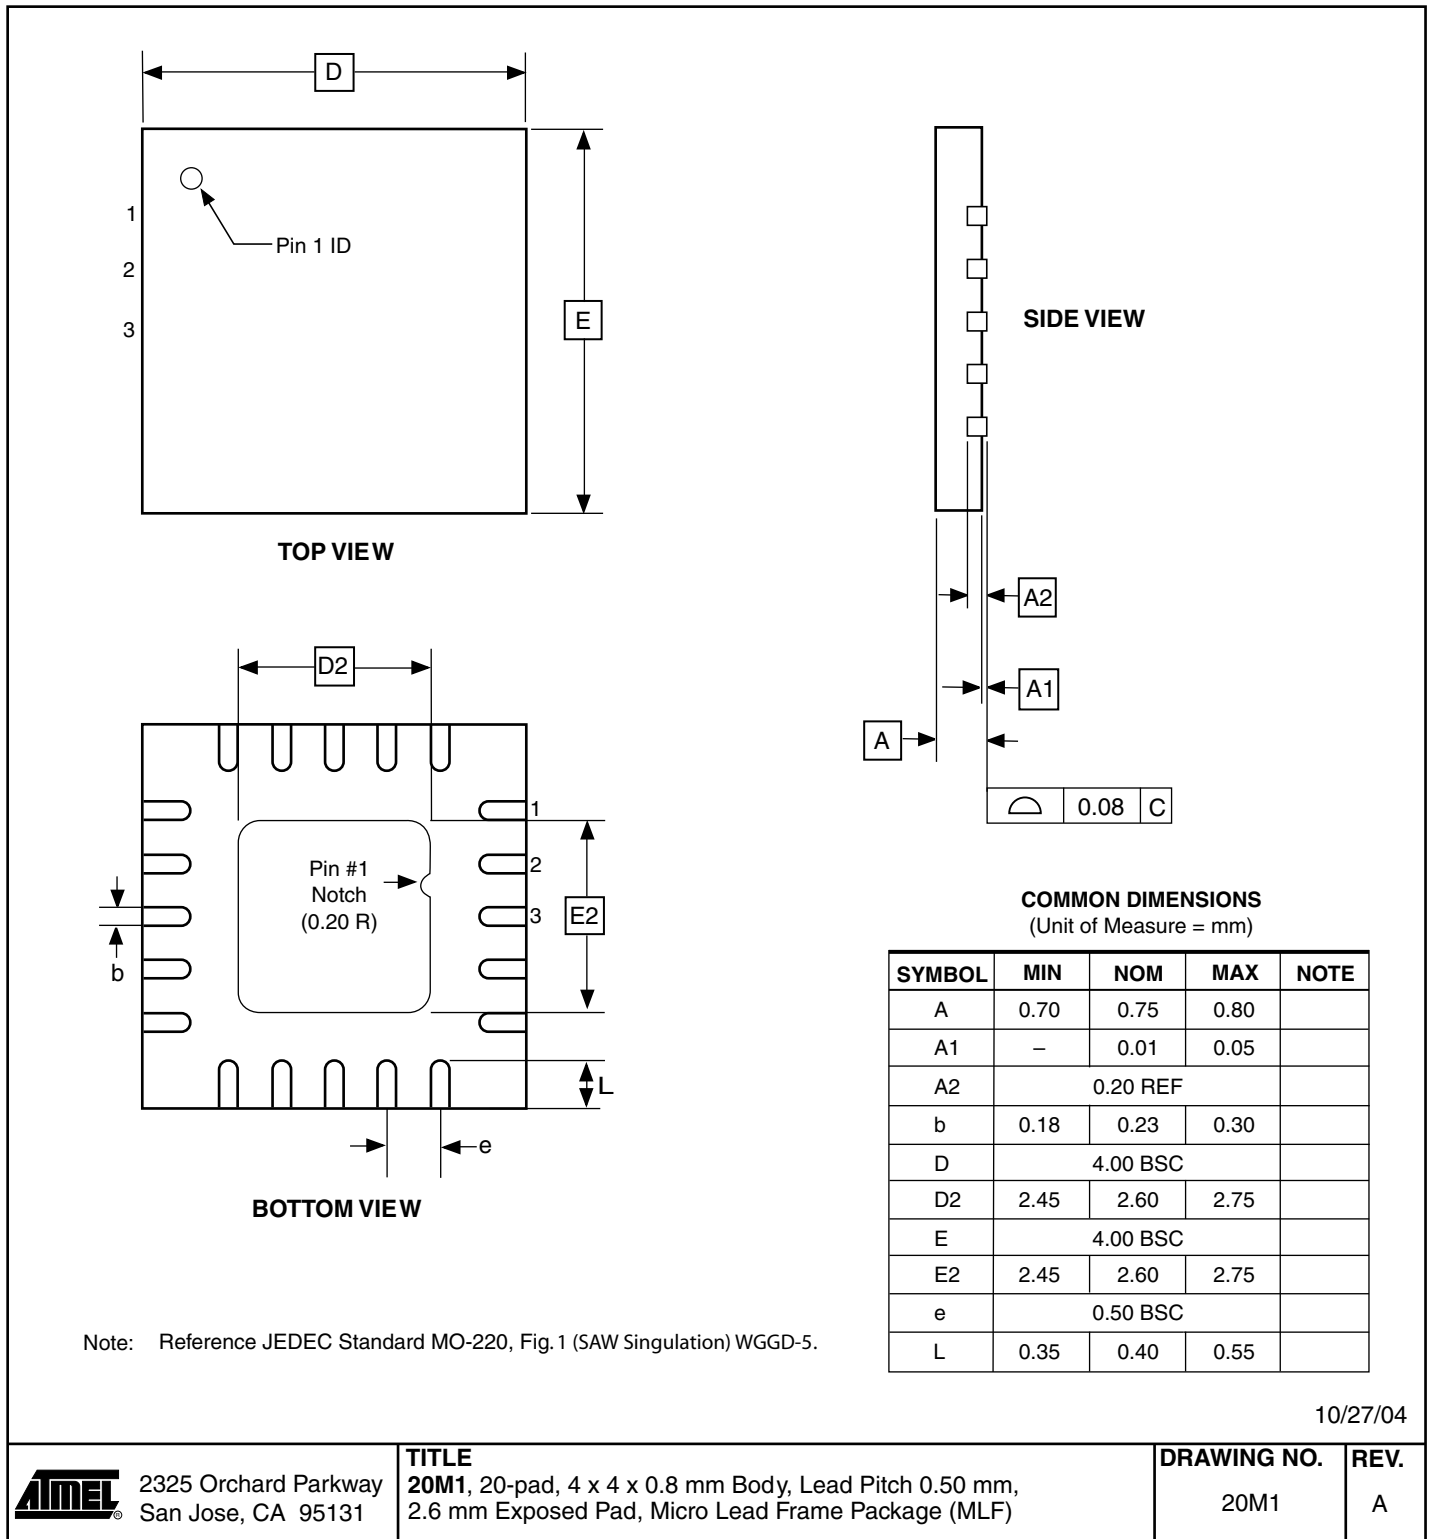 D
1
Pin 1 ID
2
E
3
SIDE VIEW
TOP VIEW
A2
D2
A1
A
0.08 C
1
Pin #1
Notch
(0.20 R)
2
E2
3
b
L
e
BOTTOM VIEW
COMMON DIMENSIONS
(Unit of Measure = mm)
SYMBOL MIN NOM MAX NOTE
A 0.70 0.75 0.80
A1 – 0.01 0.05
A2 0.20 REF
b 0.18 0.23 0.30
D 4.00 BSC
D2 2.45 2.60 2.75
E 4.00 BSC
E2 2.45 2.60 2.75
e 0.50 BSC
L 0.35 0.40 0.55
Note: Reference JEDEC Standard MO-220, Fig. 1 (SAW Singulation) WGGD-5.
10/27/04
ATMEL ®
2325 Orchard Parkway
San Jose, CA 95131
TITLE
20M1, 20-pad, 4 x 4 x 0.8 mm Body, Lead Pitch 0.50 mm,
2.6 mm Exposed Pad, Micro Lead Frame Package (MLF)
DRAWING NO.
20M1
REV.
A